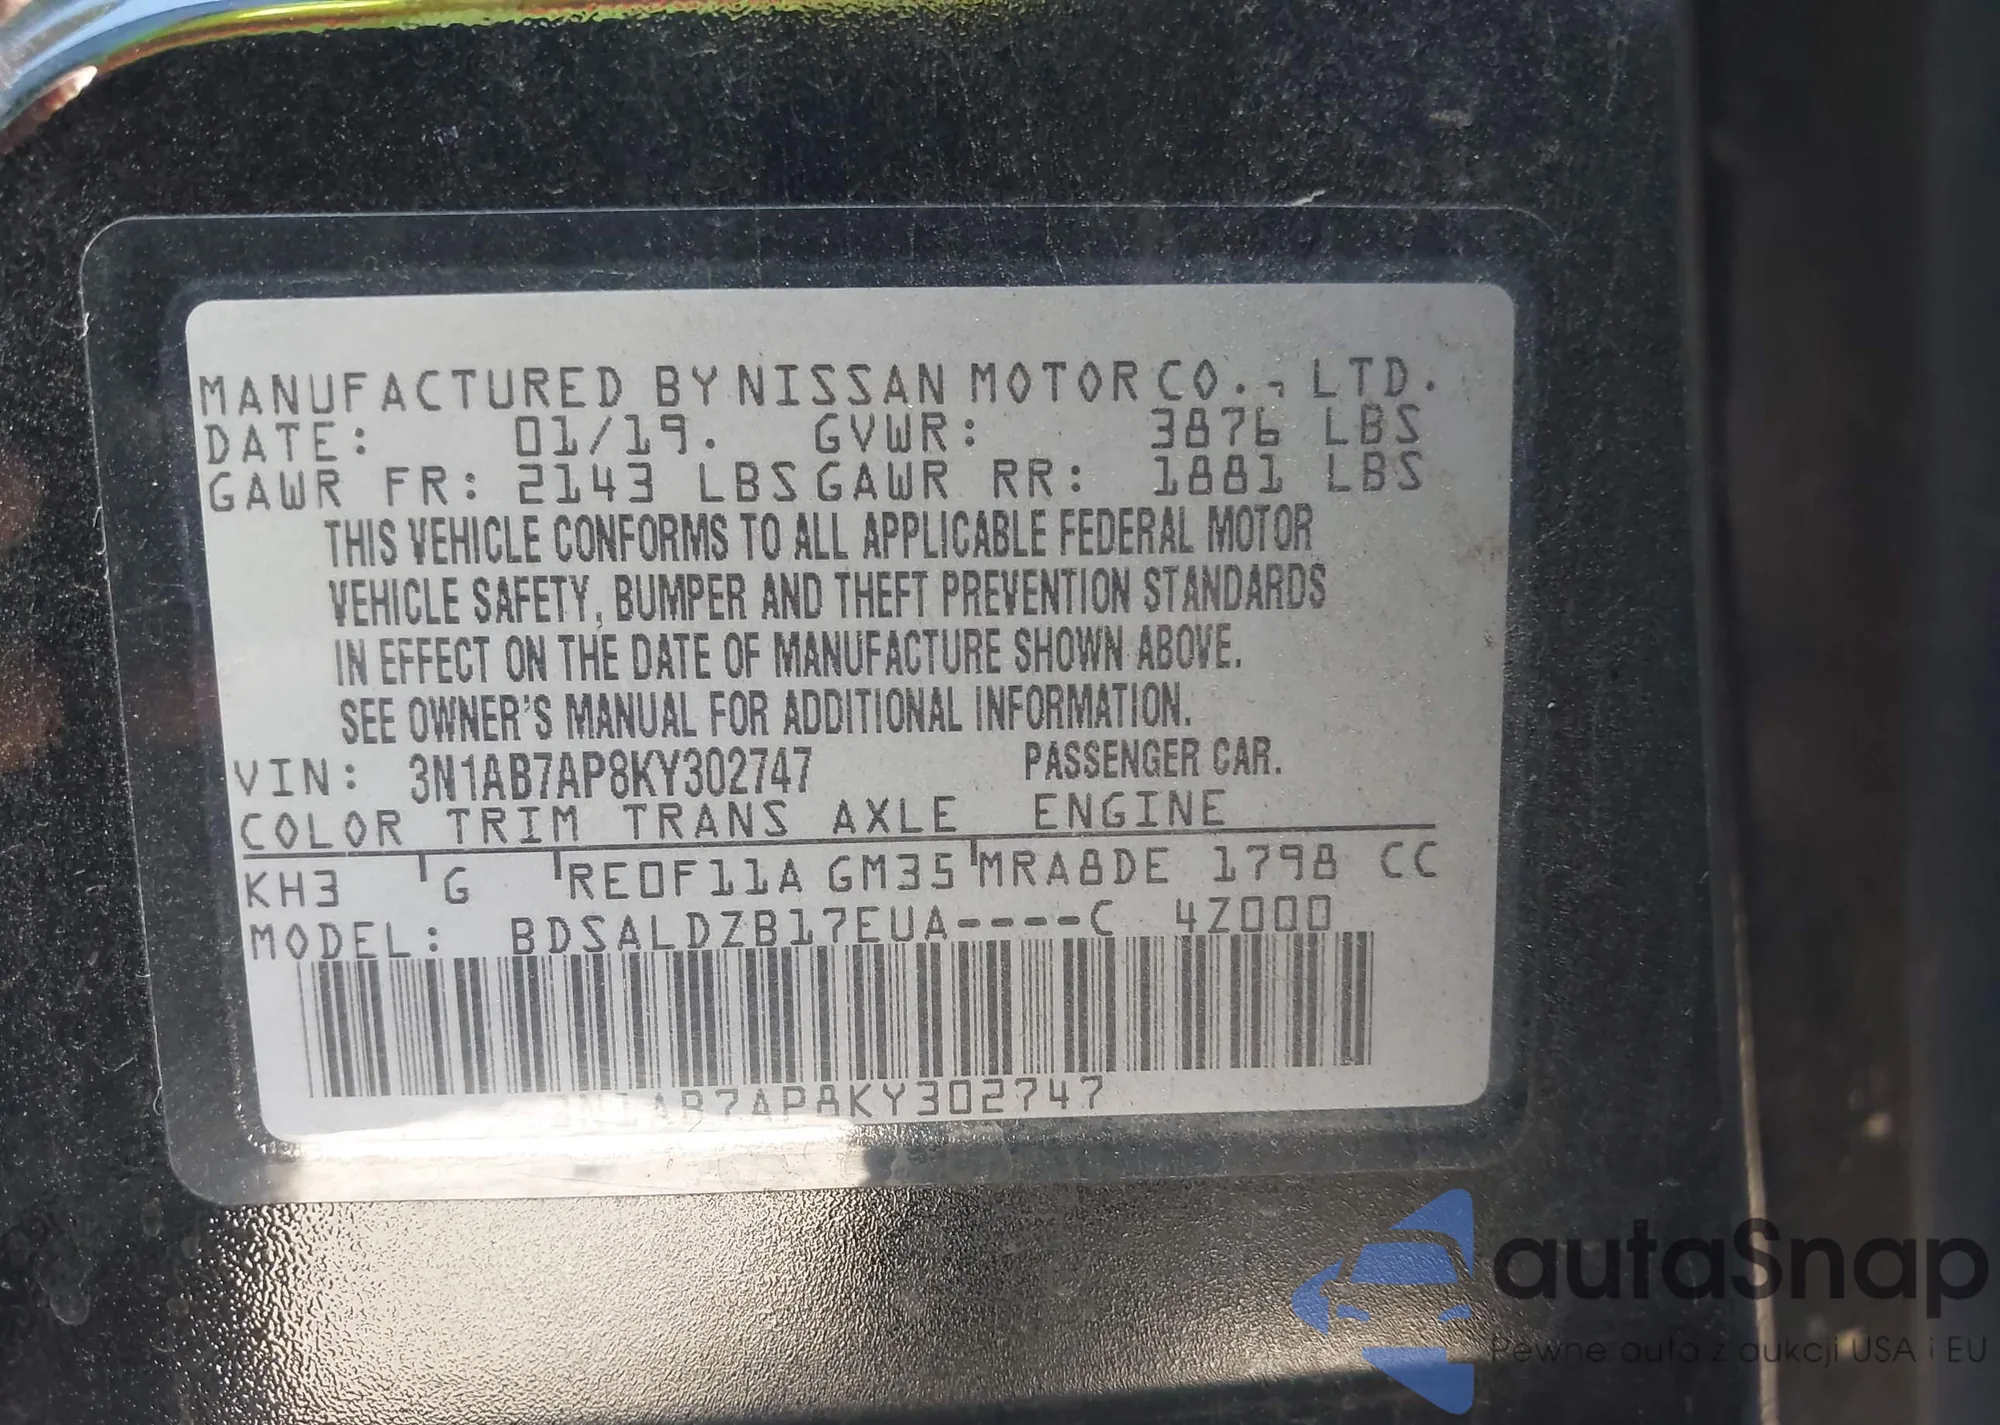 MANUFACTURED BY NISSAN MOTOR CO., LTD.
DATE: 01/19. GVWR: 3876 LBS
GAWR FR: 2143 LBS GAWR RR: 1881 LBS
THIS VEHICLE CONFORMS TO ALL APPLICABLE FEDERAL MOTOR
VEHICLE SAFETY, BUMPER AND THEFT PREVENTION STANDARDS
IN EFFECT ON THE DATE OF MANUFACTURE SHOWN ABOVE.
SEE OWNER'S MANUAL FOR ADDITIONAL INFORMATION.
VIN: 3N1AB7AP8KY302747 PASSENGER CAR.
COLOR TRIM TRANS AXLE ENGINE
KH3 G RE0F11A GM35 MRA8DE 1798 CC
MODEL: BDSALDZB17EUA----C 4Z000
3N1AB7AP8KY302747
autaSnap
Pewne auta z aukcji USA i EU